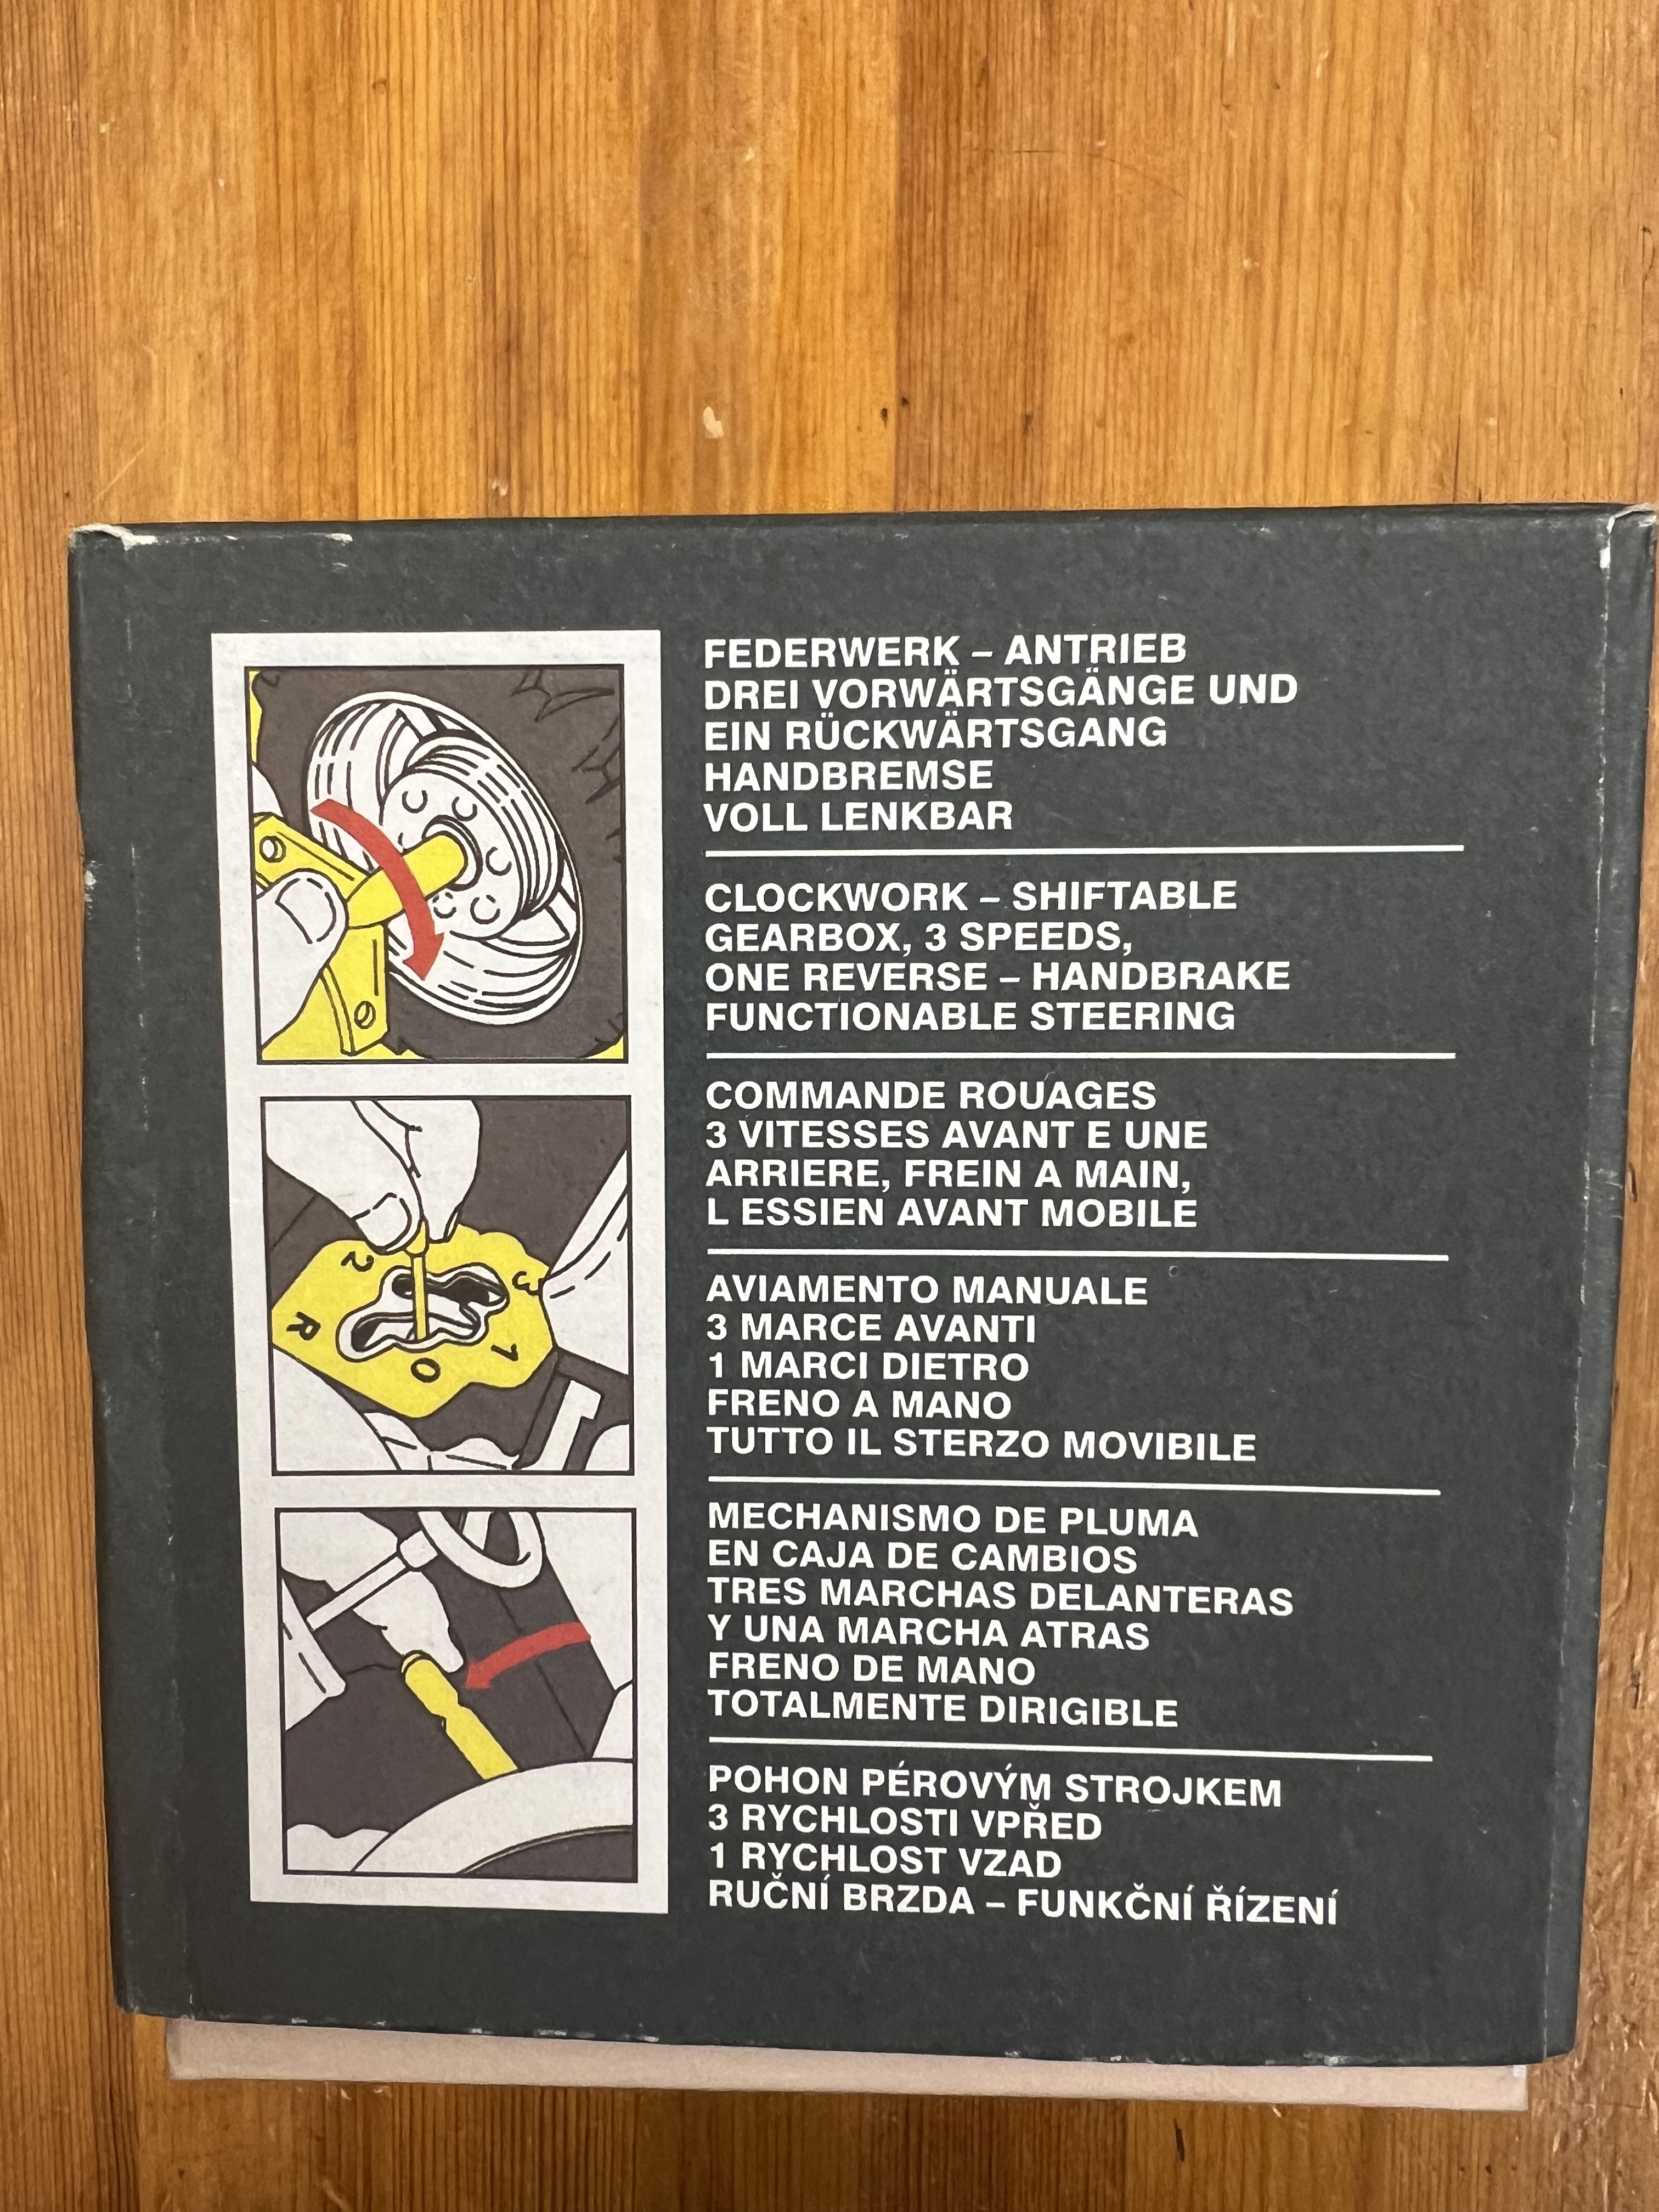 FEDERWERK – ANTRIEB
DREI VORWÄRTSGÄNGE UND
EIN RÜCKWÄRTSGANG
HANDBREMSE
VOLL LENKBAR
CLOCKWORK – SHIFTABLE
GEARBOX, 3 SPEEDS,
ONE REVERSE – HANDBRAKE
FUNCTIONABLE STEERING
COMMANDE ROUAGES
3 VITESSES AVANT E UNE
ARRIERE, FREIN A MAIN,
L ESSIEN AVANT MOBILE
AVIAMENTO MANUALE
3 MARCE AVANTI
1 MARCI DIETRO
FRENO A MANO
TUTTO IL STERZO MOVIBILE
MECHANISMO DE PLUMA
EN CAJA DE CAMBIOS
TRES MARCHAS DELANTERAS
Y UNA MARCHA ATRAS
FRENO DE MANO
TOTALMENTE DIRIGIBLE
POHON PÉROVÝM STROJKEM
3 RYCHLOSTI VPŘED
1 RYCHLOST VZAD
RUČNÍ BRZDA – FUNKČNÍ ŘÍZENÍ
2 3
R 1
0